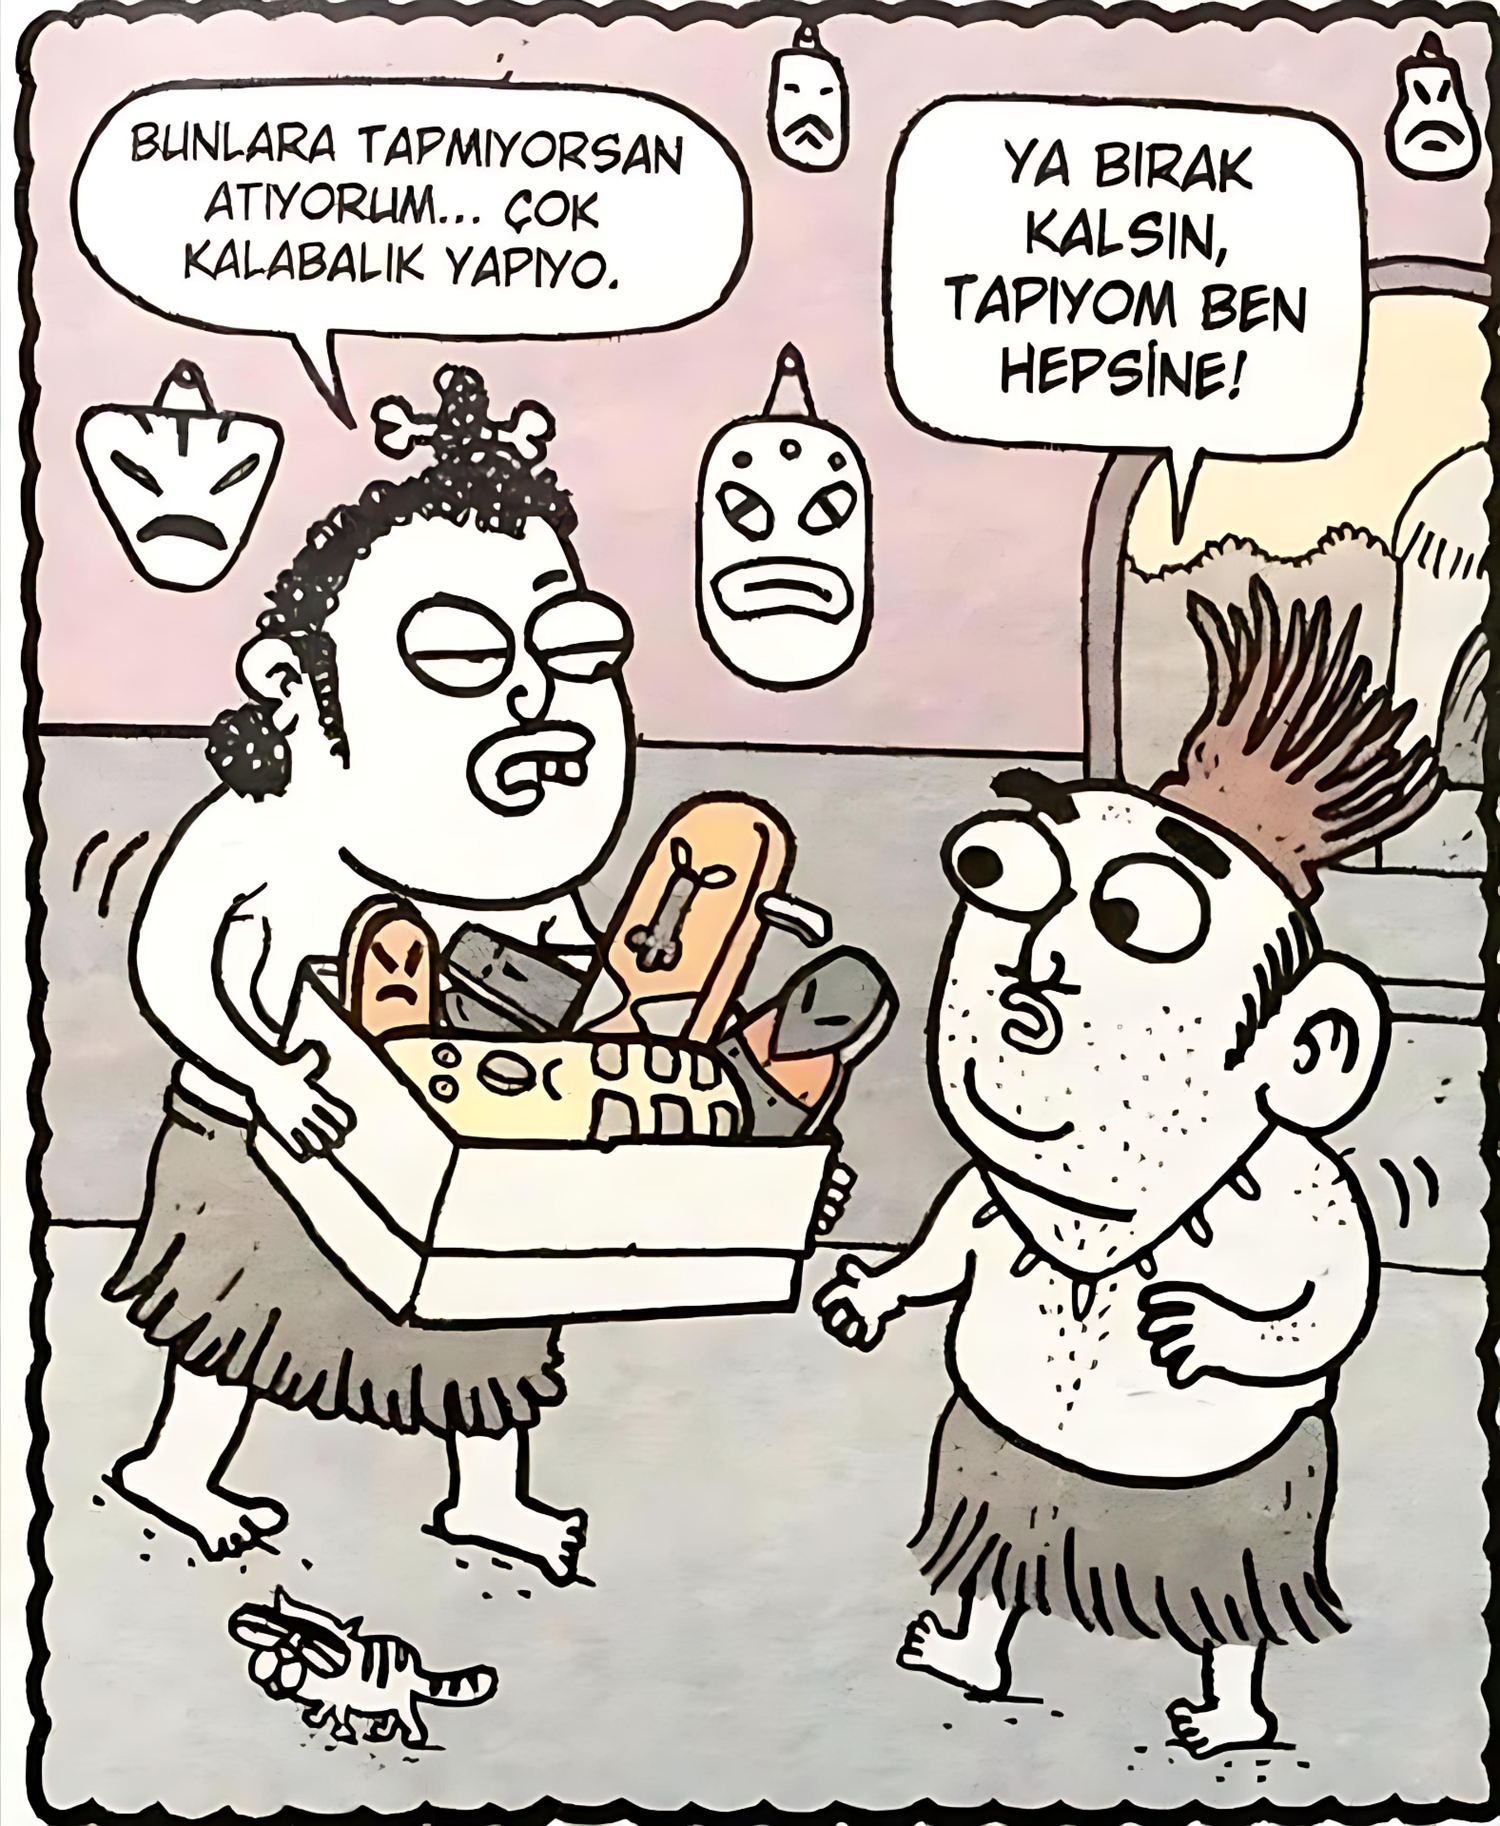 BUNLARA TAPMIYORSAN
ATIYORUM... ÇOK
KALABALIK YAPIYO.
YA BIRAK
KALSIN,
TAPIYOM BEN
HEPSİNE!